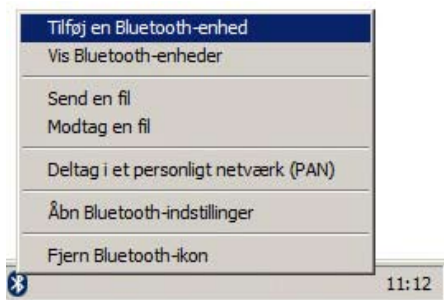 Tilføj en Bluetooth-enhed
Vis Bluetooth-enheder
Send en fil
Modtag en fil
Deltag i et personligt netværk (PAN)
Åbn Bluetooth-indstillinger
Fjern Bluetooth-ikon
11:12